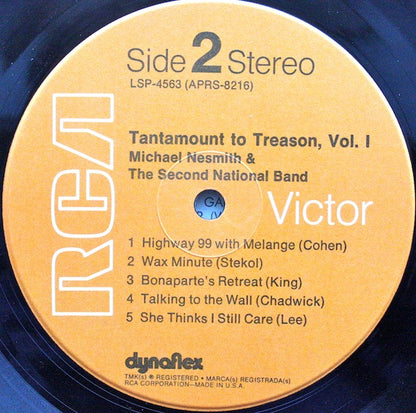 Side 2 Stereo
LSP-4563 (APRS-8216)
RCA
Tantamount to Treason, Vol. I
Michael Nesmith &
The Second National Band
GA
Victor
1 Highway 99 with Melange (Cohen)
2 Wax Minute (Stekol)
3 Bonaparte's Retreat (King)
4 Talking to the Wall (Chadwick)
5 She Thinks I Still Care (Lee)
dynaflex
TMK(s) ® REGISTERED • MARCA(s) REGISTRADA(s)
RCA CORPORATION—MADE IN U.S.A.